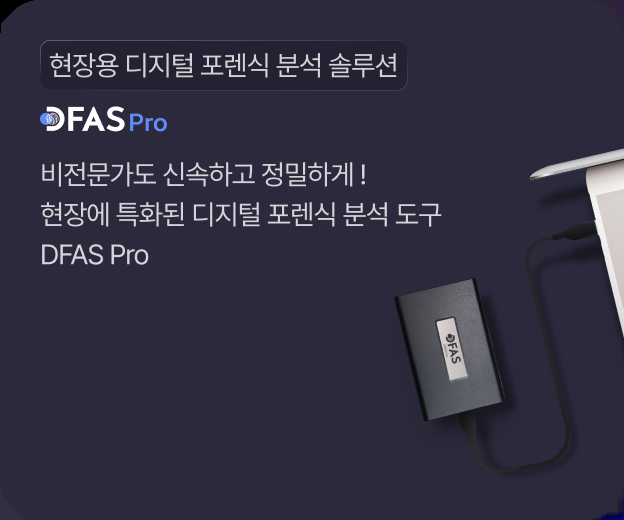 현장용 디지털 포렌식 분석 솔루션
DFAS Pro
비전문가도 신속하고 정밀하게 !
현장에 특화된 디지털 포렌식 분석 도구
DFAS Pro
DFAS